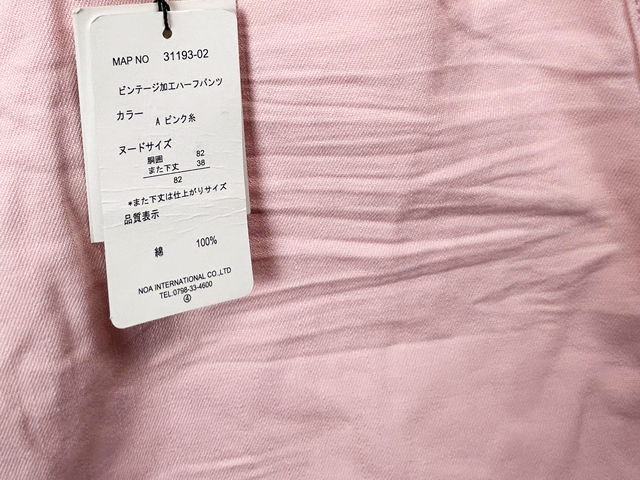 MAP NO 31193-02
ビンテージ加工ハーフパンツ
カラー A ピンク系
ヌードサイズ
胴囲 82
また下丈 38
82
*また下丈は仕上がりサイズ
品質表示
綿 100%
NOA INTERNATIONAL CO.,LTD
TEL:0798-33-4600
④